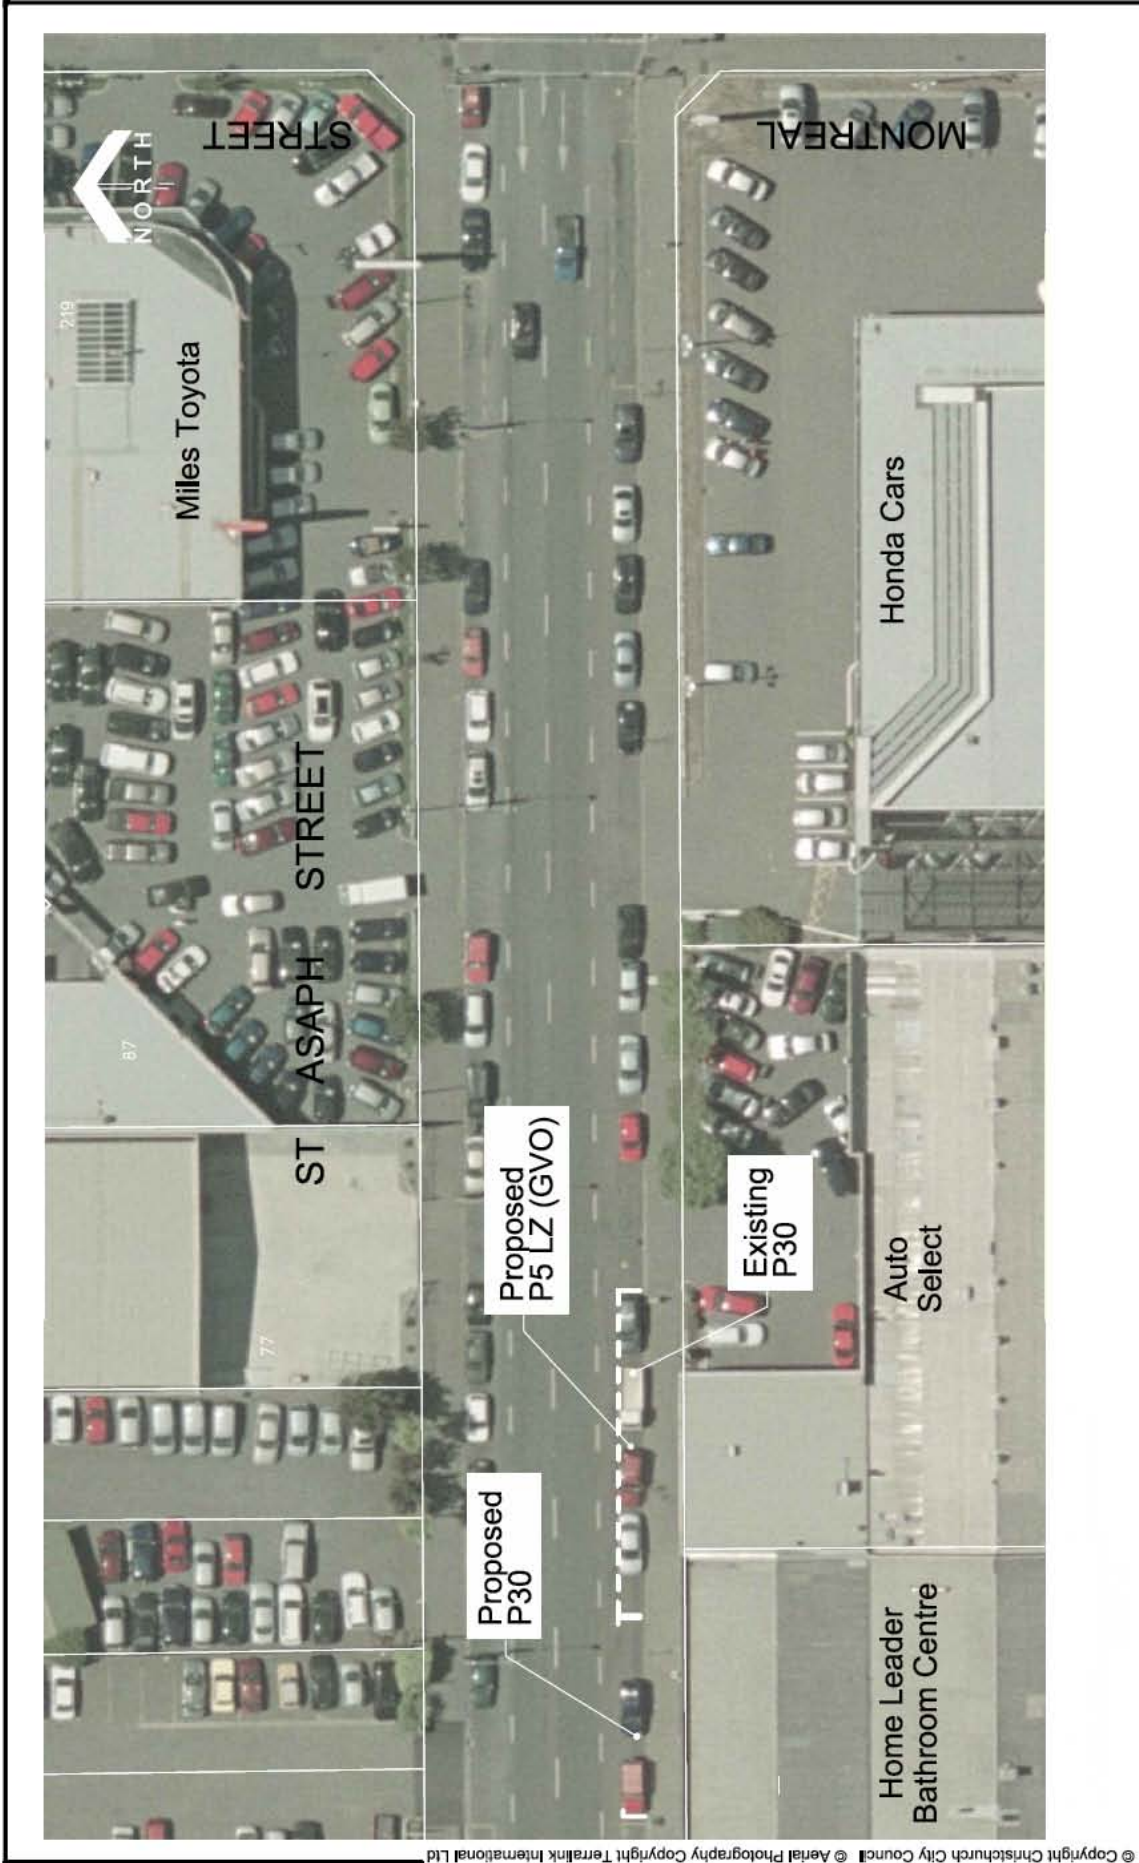 MONTREAL
STREET
NORTH
219
Miles Toyota
Honda Cars
ST ASAPH STREET
87
77
Proposed
P5 LZ (GVO)
Existing
P30
Auto
Select
Proposed
P30
Home Leader
Bathroom Centre
© Copyright Christchurch City Council © Aerial Photography Copyright Terralink International Ltd